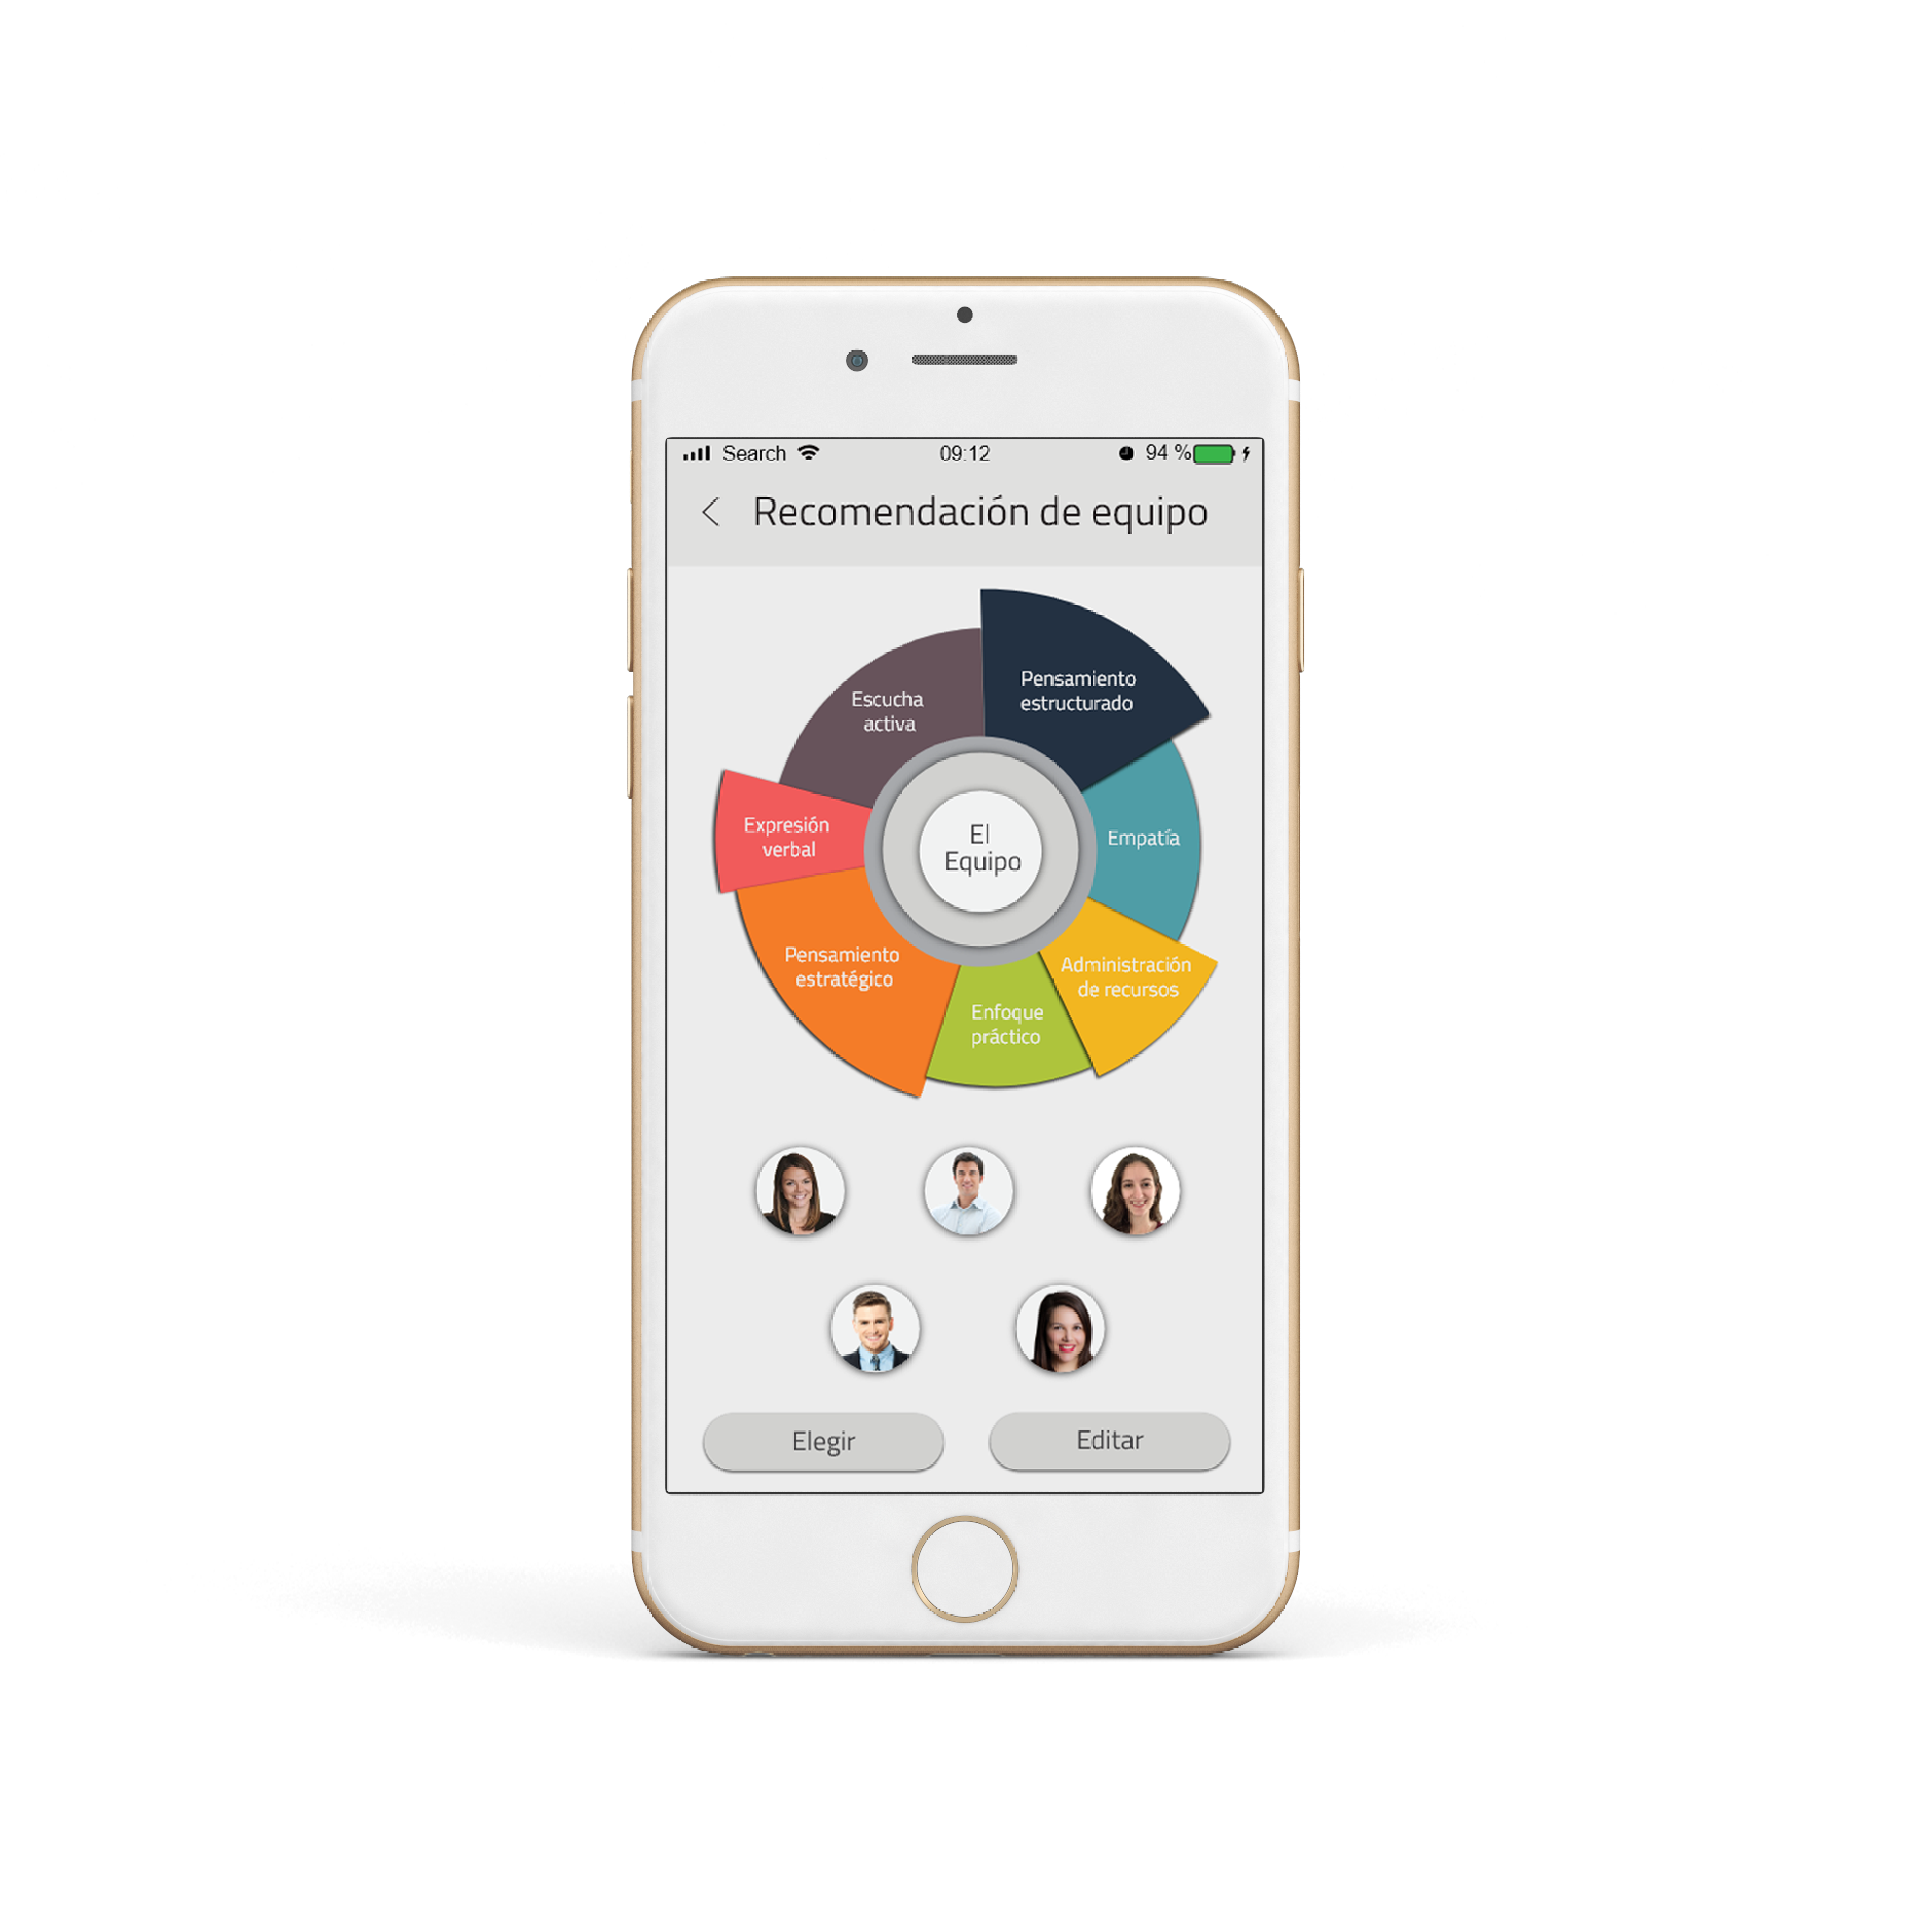 Search 09:12 94 %
Recomendación de equipo
Pensamiento
estructurado
Escucha
activa
Expresión
verbal
El
Equipo
Empatía
Pensamiento
estratégico
Administración
de recursos
Enfoque
práctico
Elegir
Editar